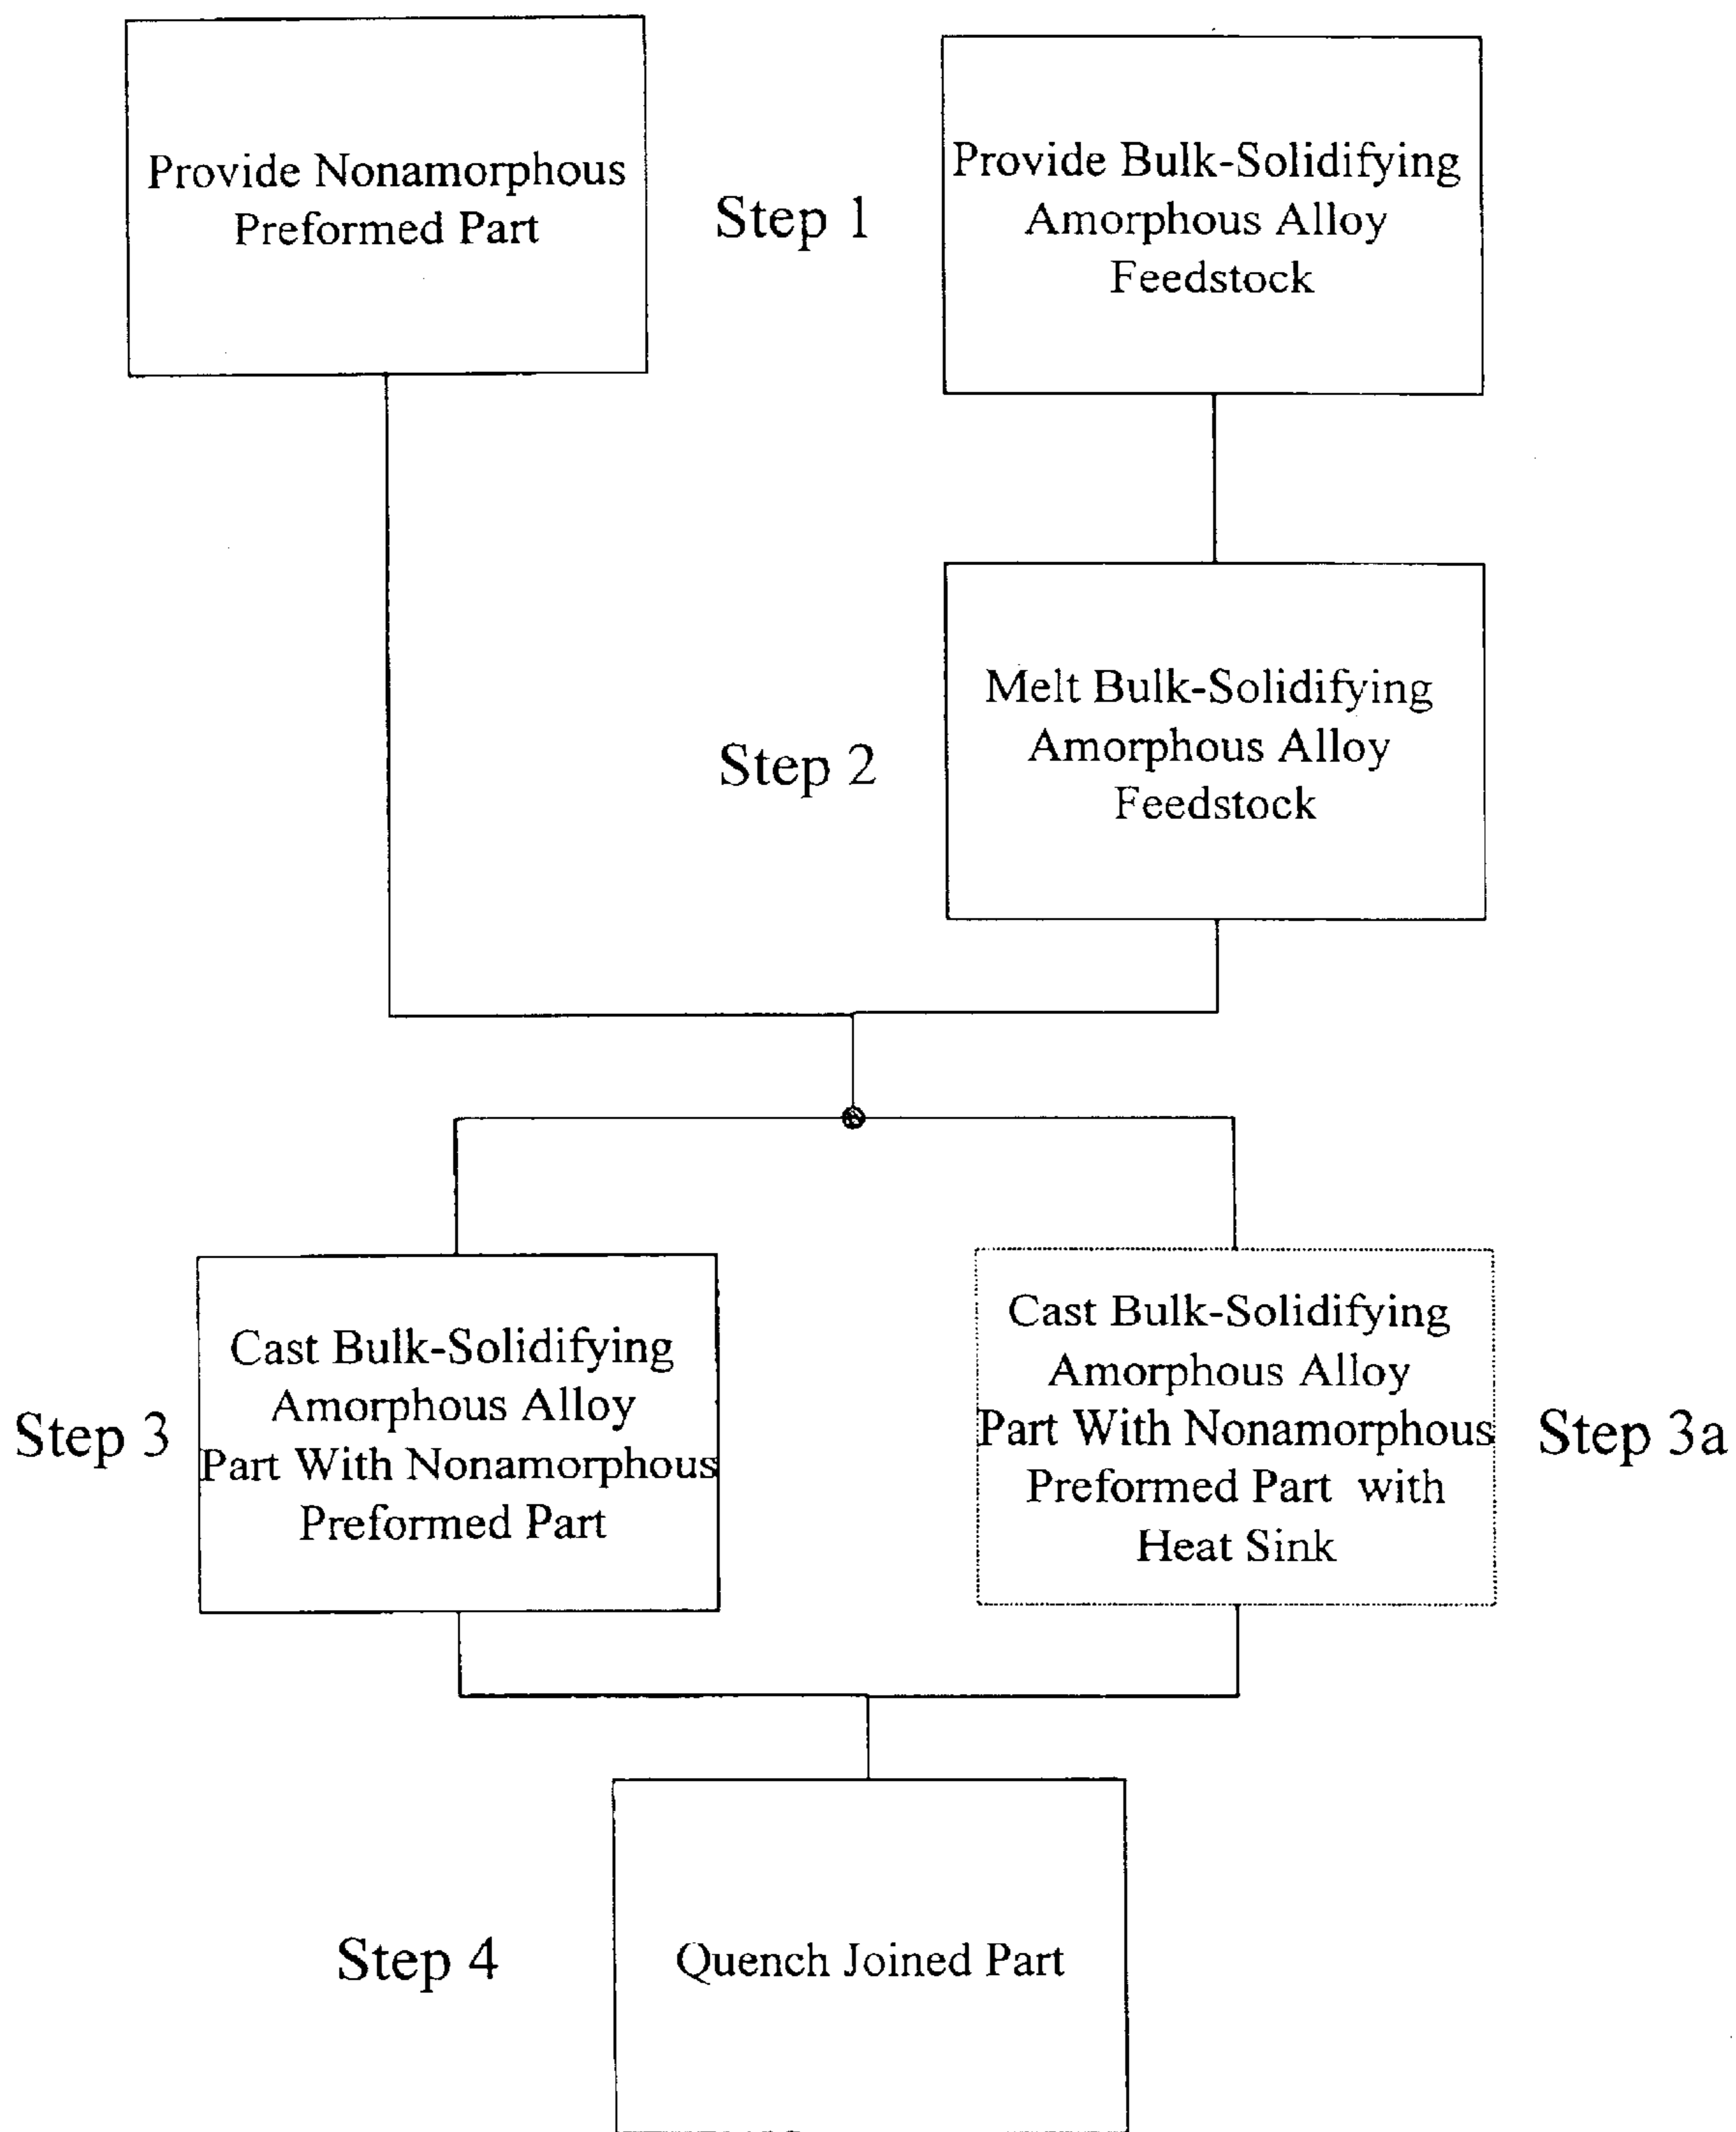 Provide Nonamorphous
Preformed Part
Step 1
Provide Bulk-Solidifying
Amorphous Alloy
Feedstock
Step 2
Melt Bulk-Solidifying
Amorphous Alloy
Feedstock
Step 3
Cast Bulk-Solidifying
Amorphous Alloy
Part With Nonamorphous
Preformed Part
Cast Bulk-Solidifying
Amorphous Alloy
Part With Nonamorphous
Preformed Part with
Heat Sink
Step 3a
Step 4
Quench Joined Part